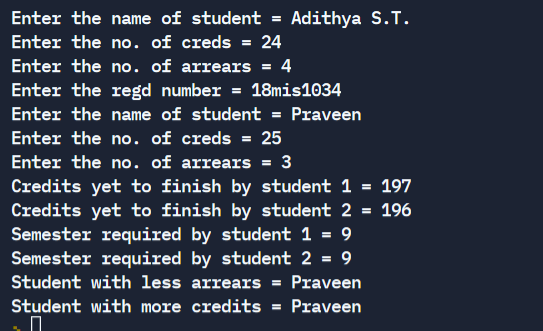 Enter the name of student = Adithya S.T.
Enter the no. of creds = 24
Enter the no. of arrears = 4
Enter the regd number = 18mis1034
Enter the name of student = Praveen
Enter the no. of creds = 25
Enter the no. of arrears = 3
Credits yet to finish by student 1 = 197
Credits yet to finish by student 2 = 196
Semester required by student 1 = 9
Semester required by student 2 = 9
Student with less arrears = Praveen
Student with more credits = Praveen